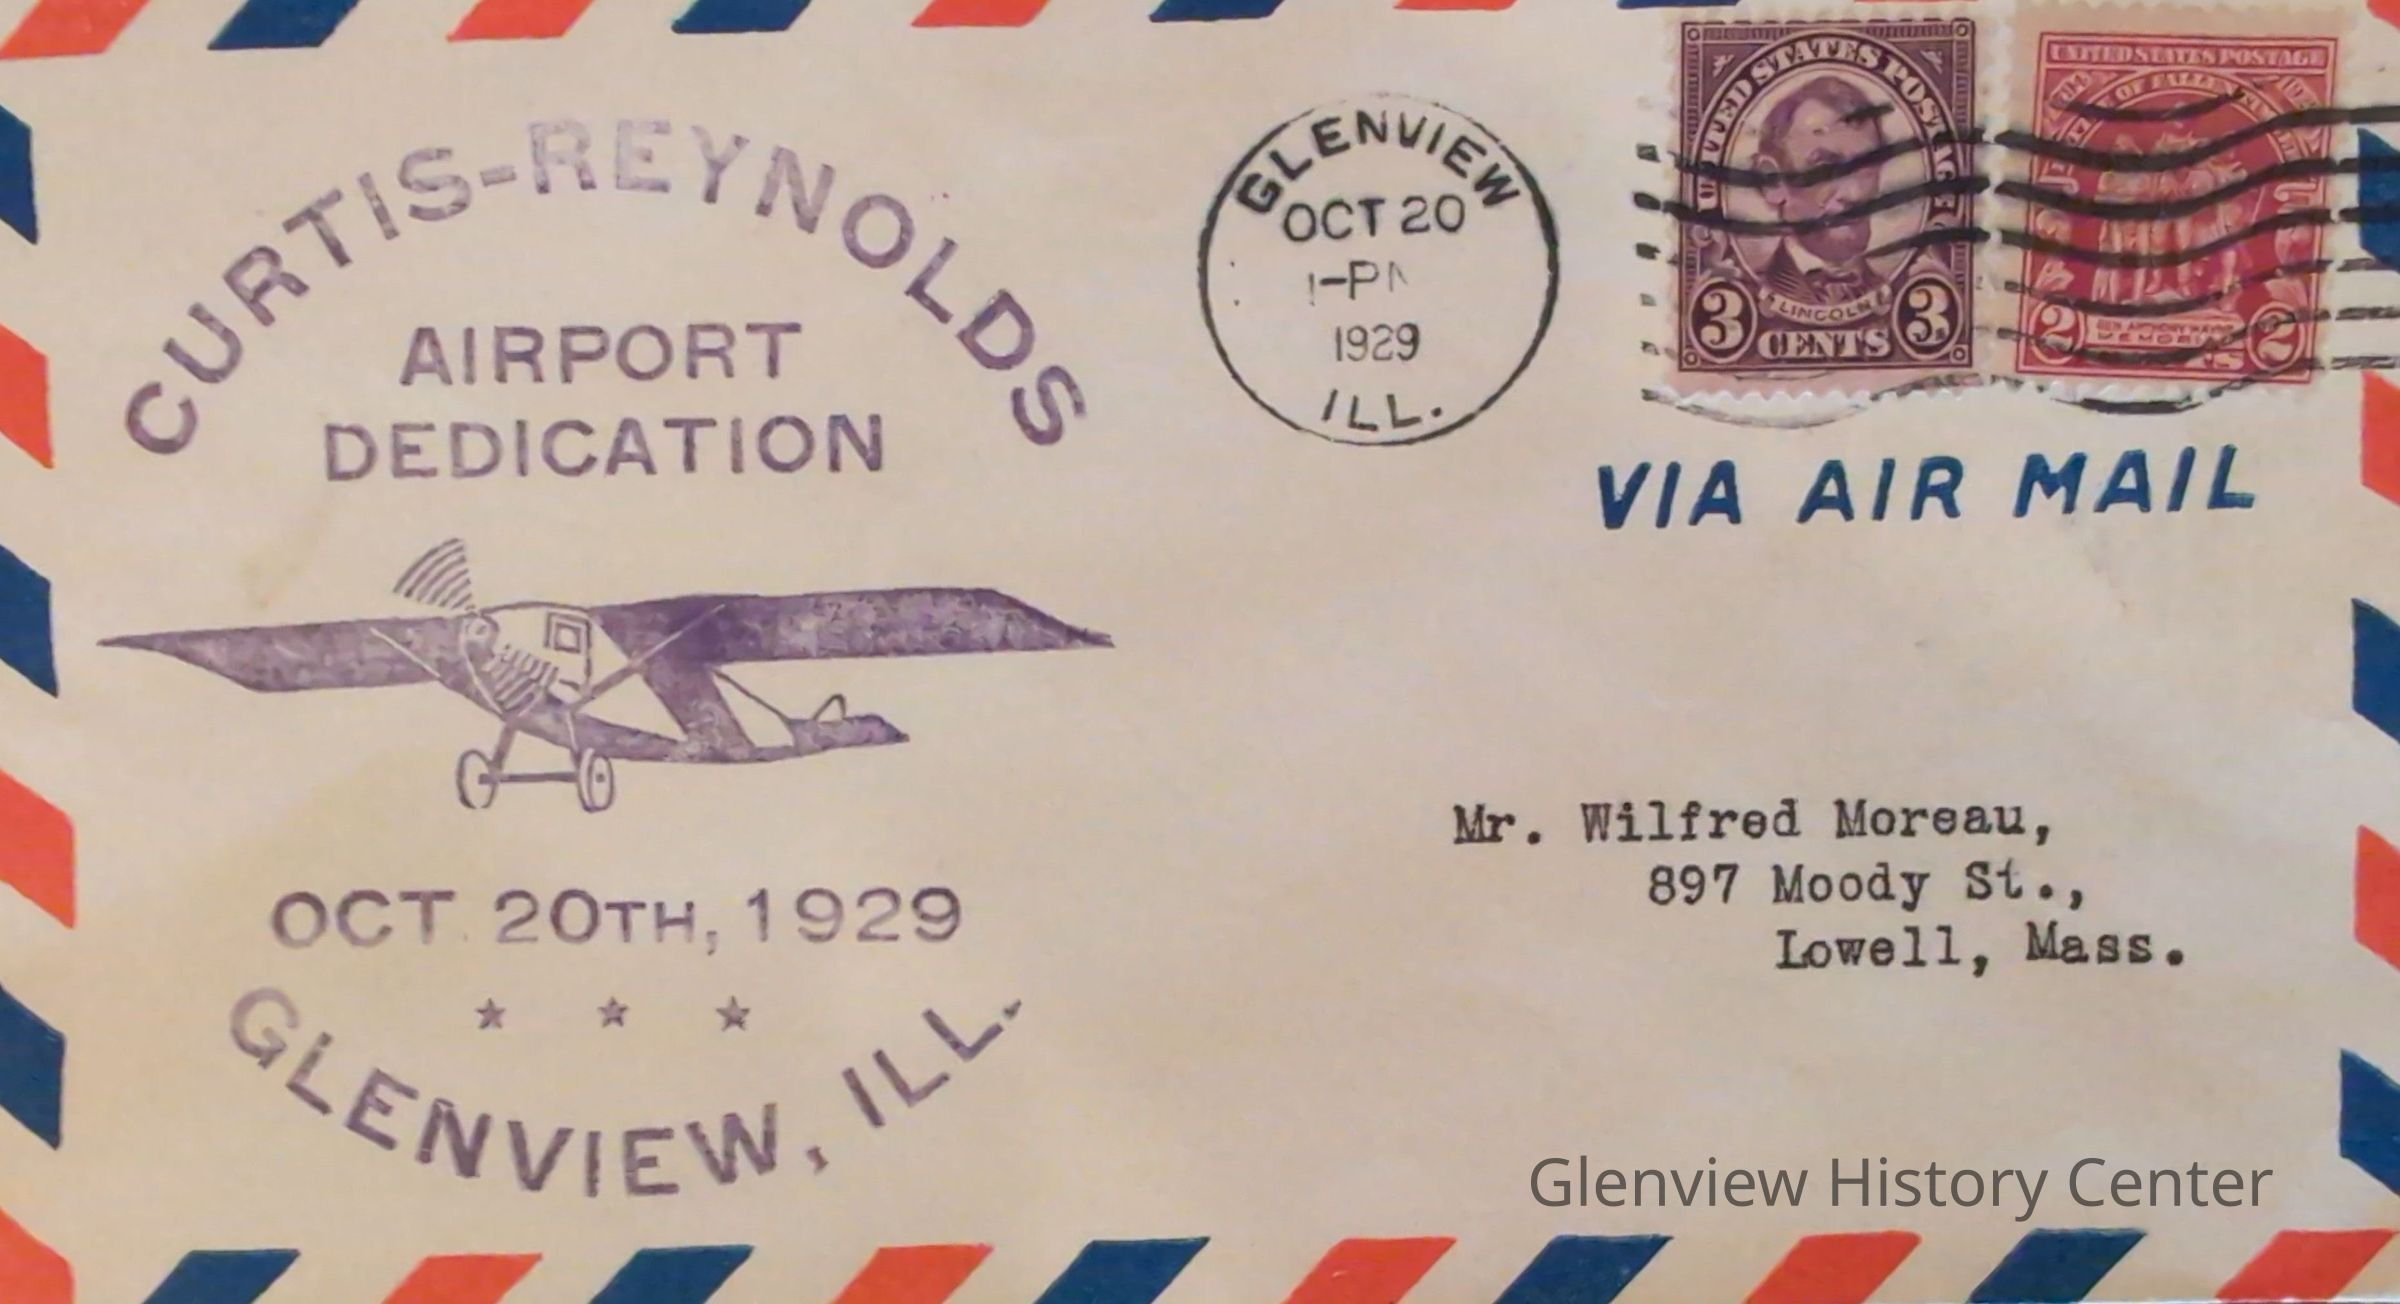 CURTIS-REYNOLDS
AIRPORT
DEDICATION
OCT. 20TH, 1929
GLENVIEW, ILL.
GLENVIEW
OCT 20
1929
ILL.
UNITED STATES POSTAGE
LINCOLN
3 CENTS 3
UNITED STATES POSTAGE
2 2
VIA AIR MAIL
Mr. Wilfred Moreau,
897 Moody St.,
Lowell, Mass.
Glenview History Center